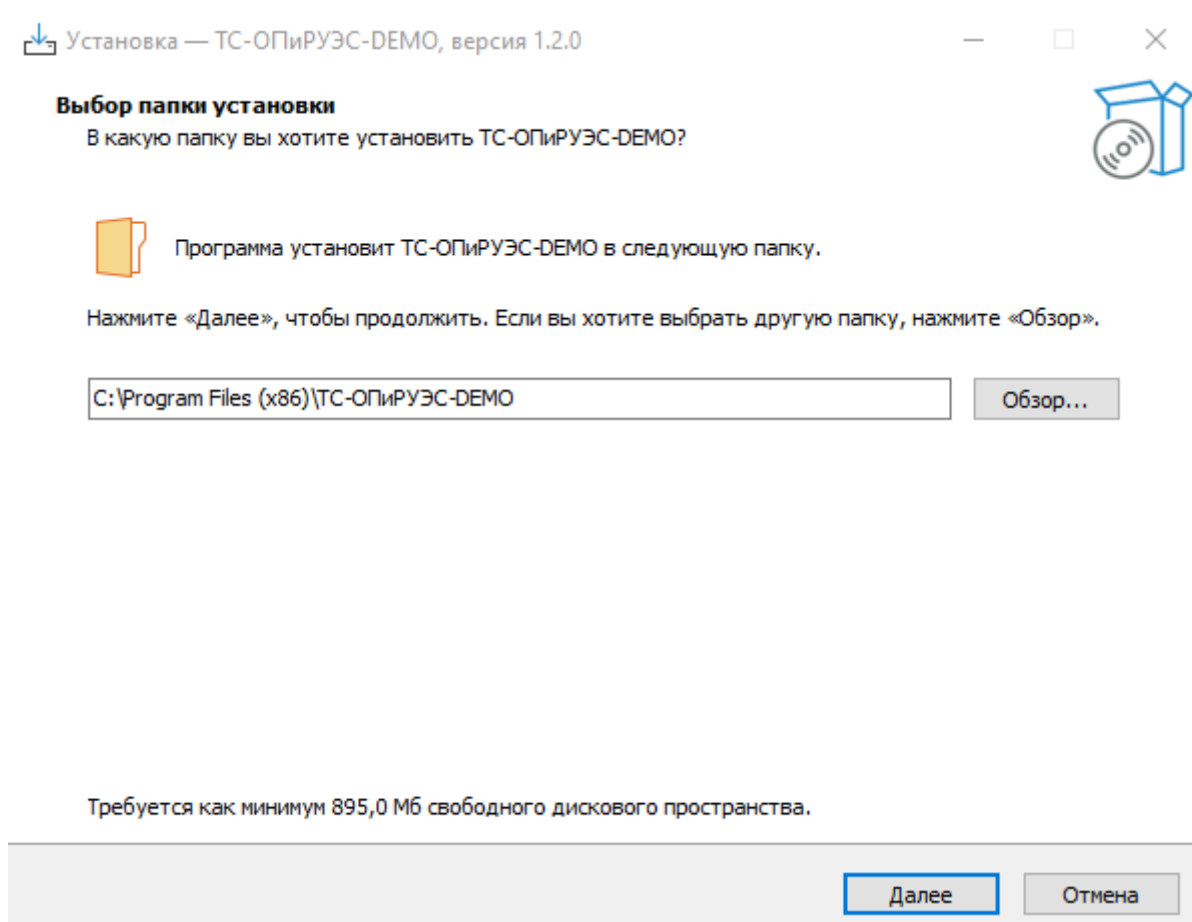 Установка — ТС-ОПиРУЭС-DEMO, версия 1.2.0
Выбор папки установки
В какую папку вы хотите установить ТС-ОПиРУЭС-DEMO?
Программа установит ТС-ОПиРУЭС-DEMO в следующую папку.
Нажмите «Далее», чтобы продолжить. Если вы хотите выбрать другую папку, нажмите «Обзор».
C:\Program Files (x86)\ТС-ОПиРУЭС-DEMO
Обзор...
Требуется как минимум 895,0 Мб свободного дискового пространства.
Далее
Отмена